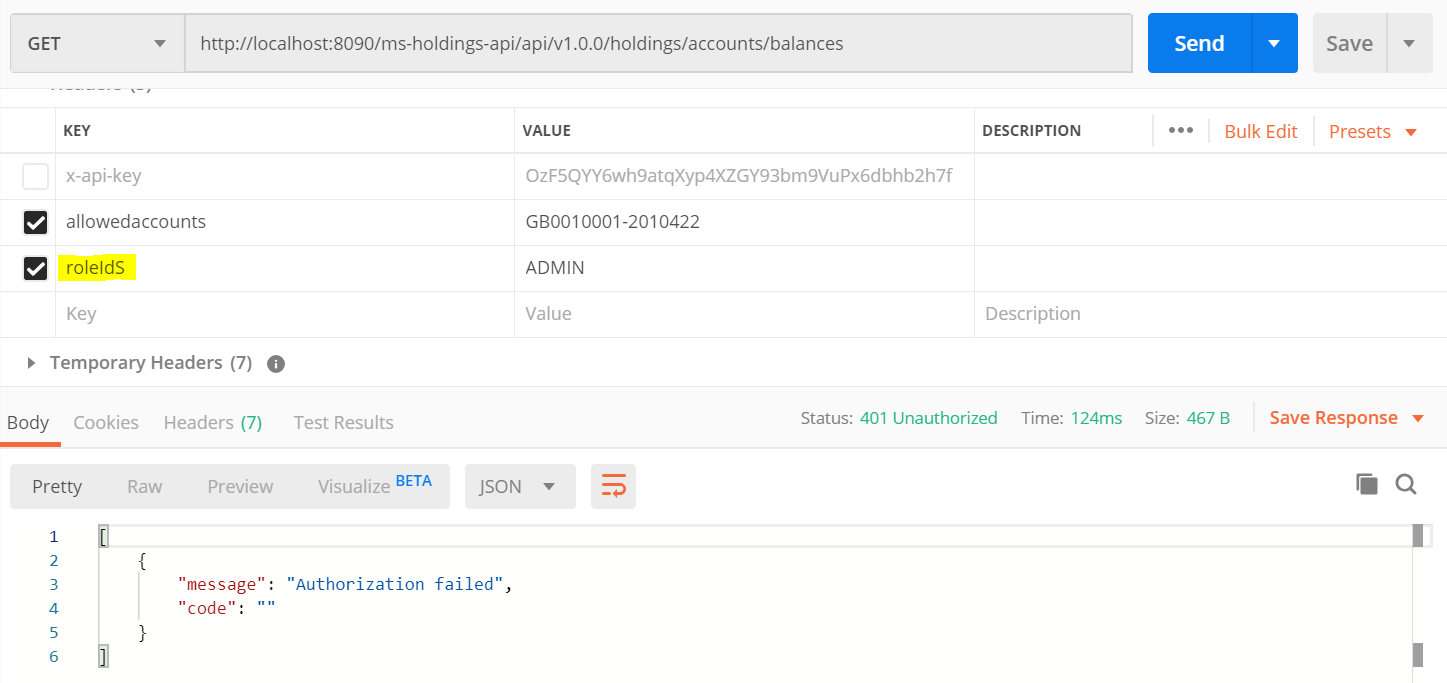 GET http://localhost:8090/ms-holdings-api/api/v1.0.0/holdings/accounts/balances Send Save
KEY VALUE DESCRIPTION ••• Bulk Edit Presets
x-api-key OzF5QYY6wh9atqXyp4XZGY93bm9VuPx6dbhb2h7f
allowedaccounts GB0010001-2010422
roleIdS ADMIN
Key Value Description
Temporary Headers (7) i
Body Cookies Headers (7) Test Results Status: 401 Unauthorized Time: 124ms Size: 467 B Save Response
Pretty Raw Preview Visualize BETA JSON
1 [
2 {
3 "message": "Authorization failed",
4 "code": ""
5 }
6 ]